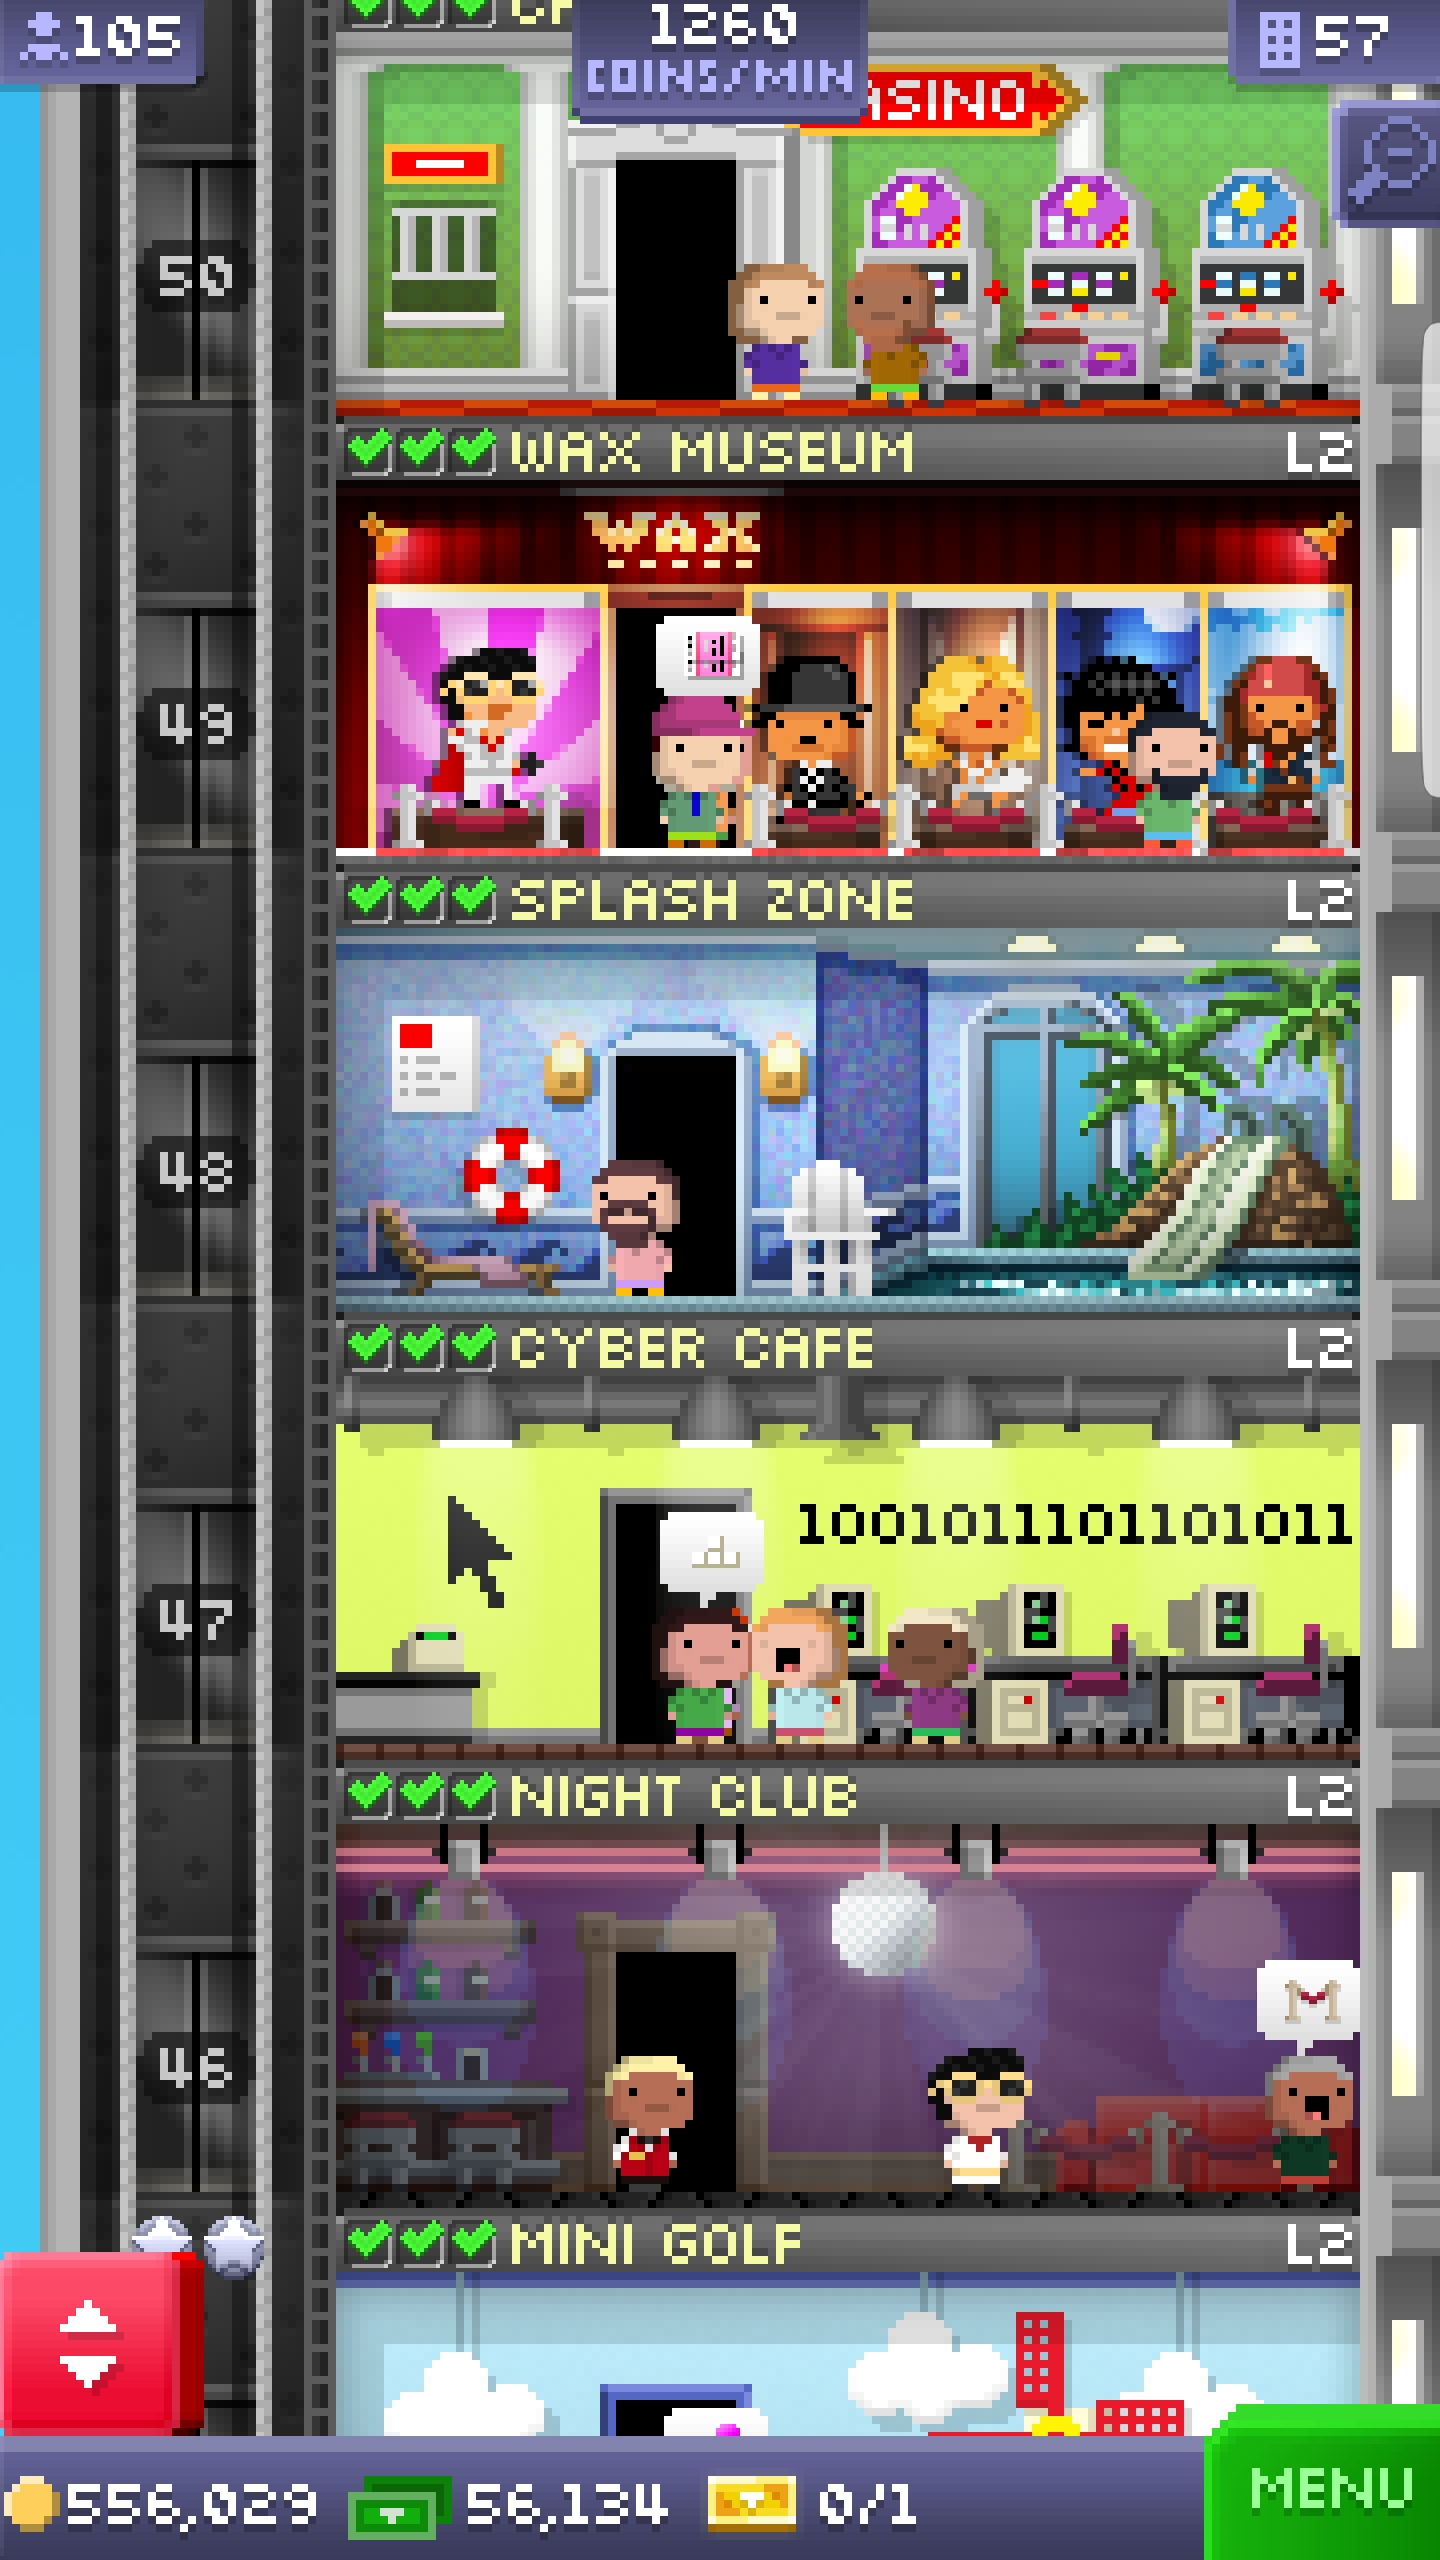 105
1260
COINS/MIN
57
ASINO
50
WAX MUSEUM L2
WAX
49
SPLASH ZONE L2
48
CYBER CAFE L2
1001011101101011
47
NIGHT CLUB L2
46
MINI GOLF L2
556,029 56,134 0/1
MENU